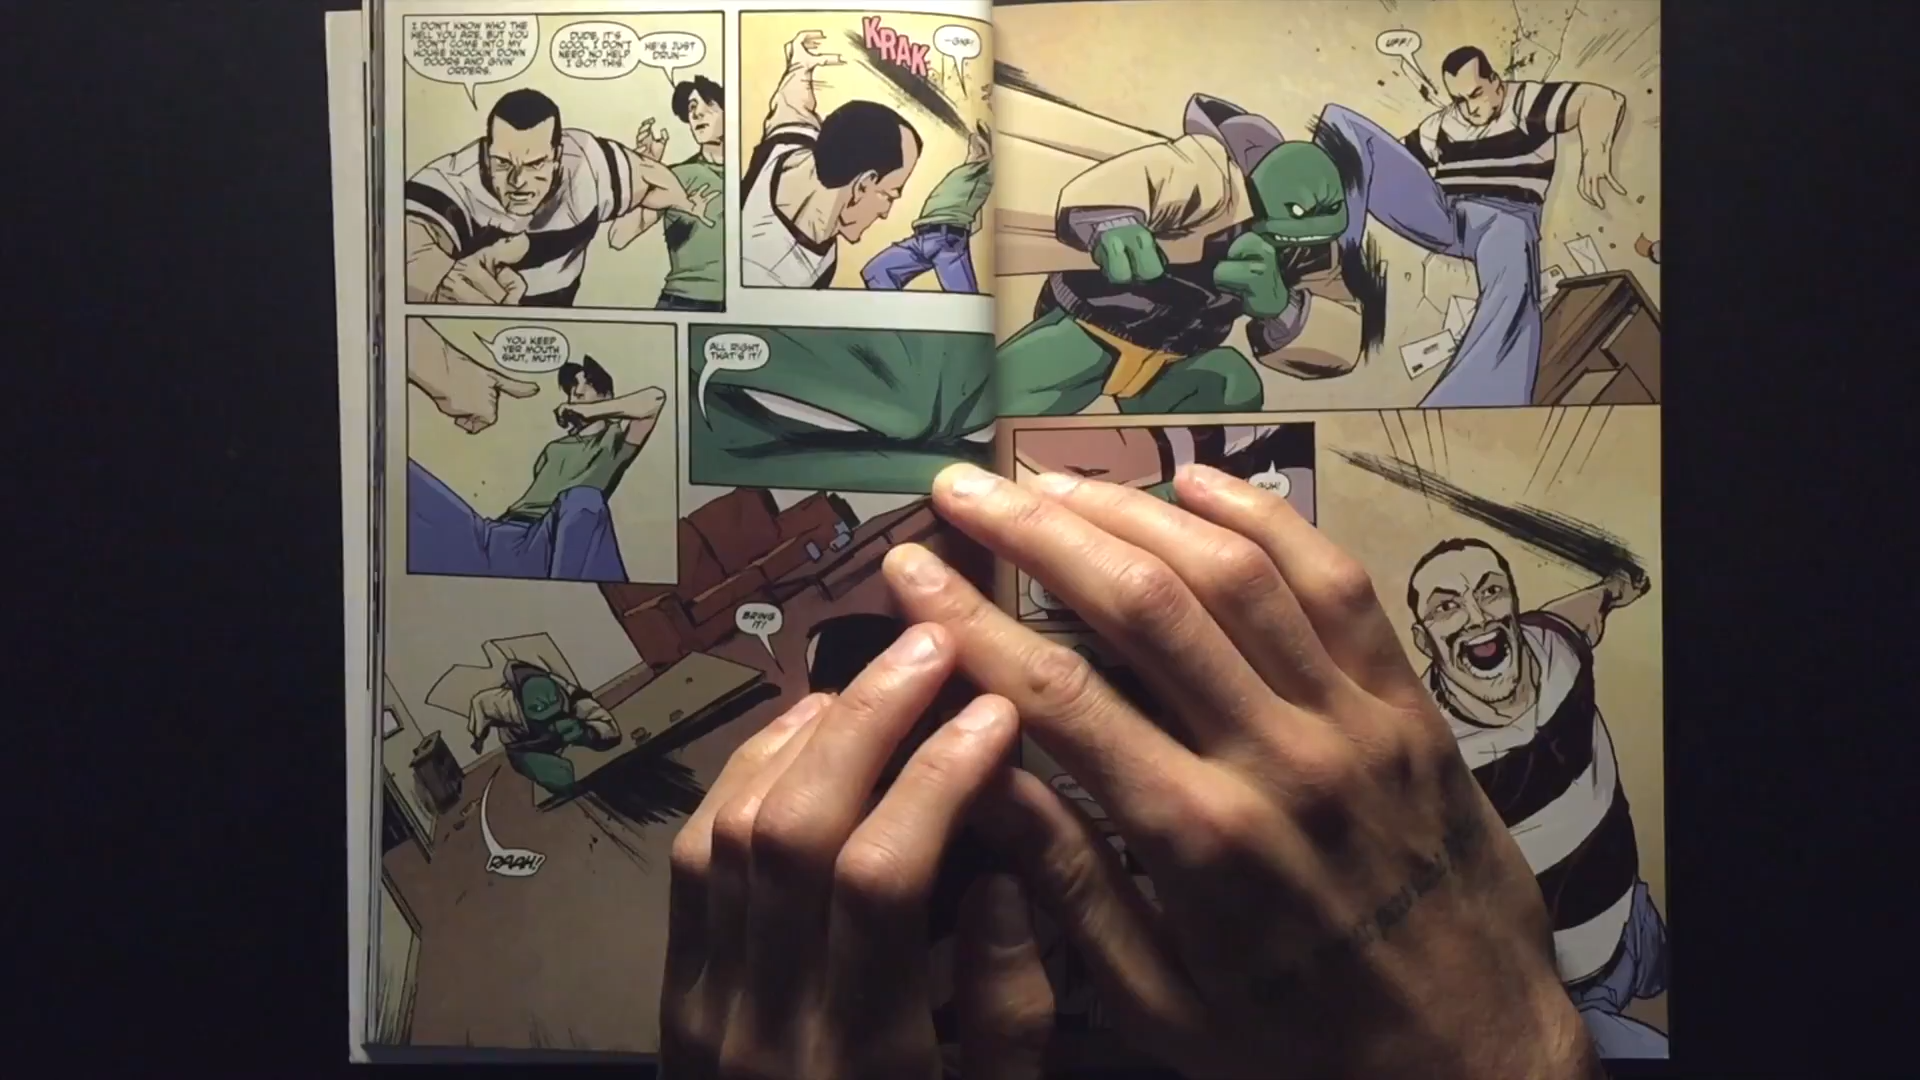 I DON'T KNOW WHO THE
HELL YOU ARE, BUT YOU
DON'T COME INTO MY
HOUSE KNOCKIN' DOWN
DOORS AND GIVIN'
ORDERS.
DUDE, IT'S
COOL, I DON'T
NEED NO HELP.
I GOT THIS.
HE'S JUST
DRUN—
KRAK
YOU KEEP
YER MOUTH
SHUT, MUTT!
ALL RIGHT,
THAT'S IT!
BRING
IT!
RAAH!
UFF!
GUH!